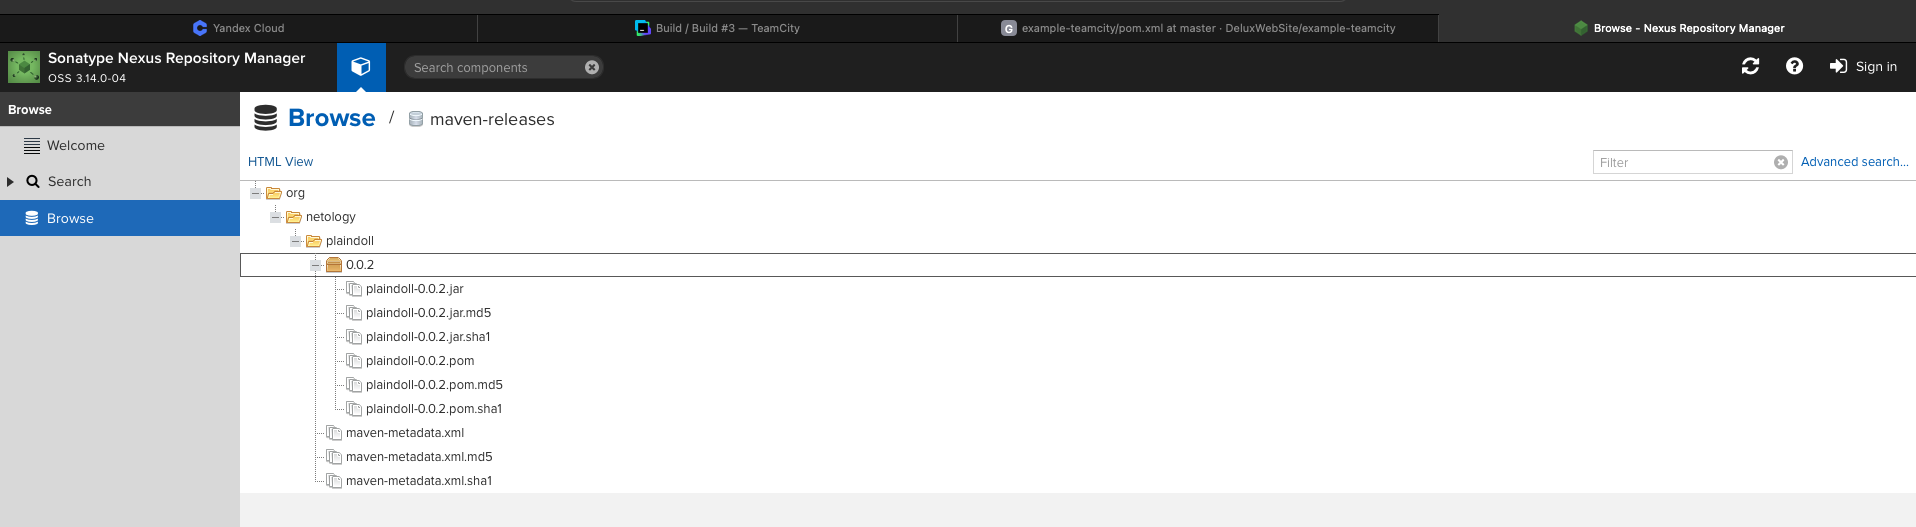 Yandex Cloud
Build / Build #3 — TeamCity
G example-teamcity/pom.xml at master · DeluxWebSite/example-teamcity
Browse - Nexus Repository Manager
Sonatype Nexus Repository Manager
OSS 3.14.0-04
Search components
Sign in
Browse
Welcome
Search
Browse
Browse / maven-releases
HTML View
Filter
Advanced search...
org
netology
plaindoll
0.0.2
plaindoll-0.0.2.jar
plaindoll-0.0.2.jar.md5
plaindoll-0.0.2.jar.sha1
plaindoll-0.0.2.pom
plaindoll-0.0.2.pom.md5
plaindoll-0.0.2.pom.sha1
maven-metadata.xml
maven-metadata.xml.md5
maven-metadata.xml.sha1